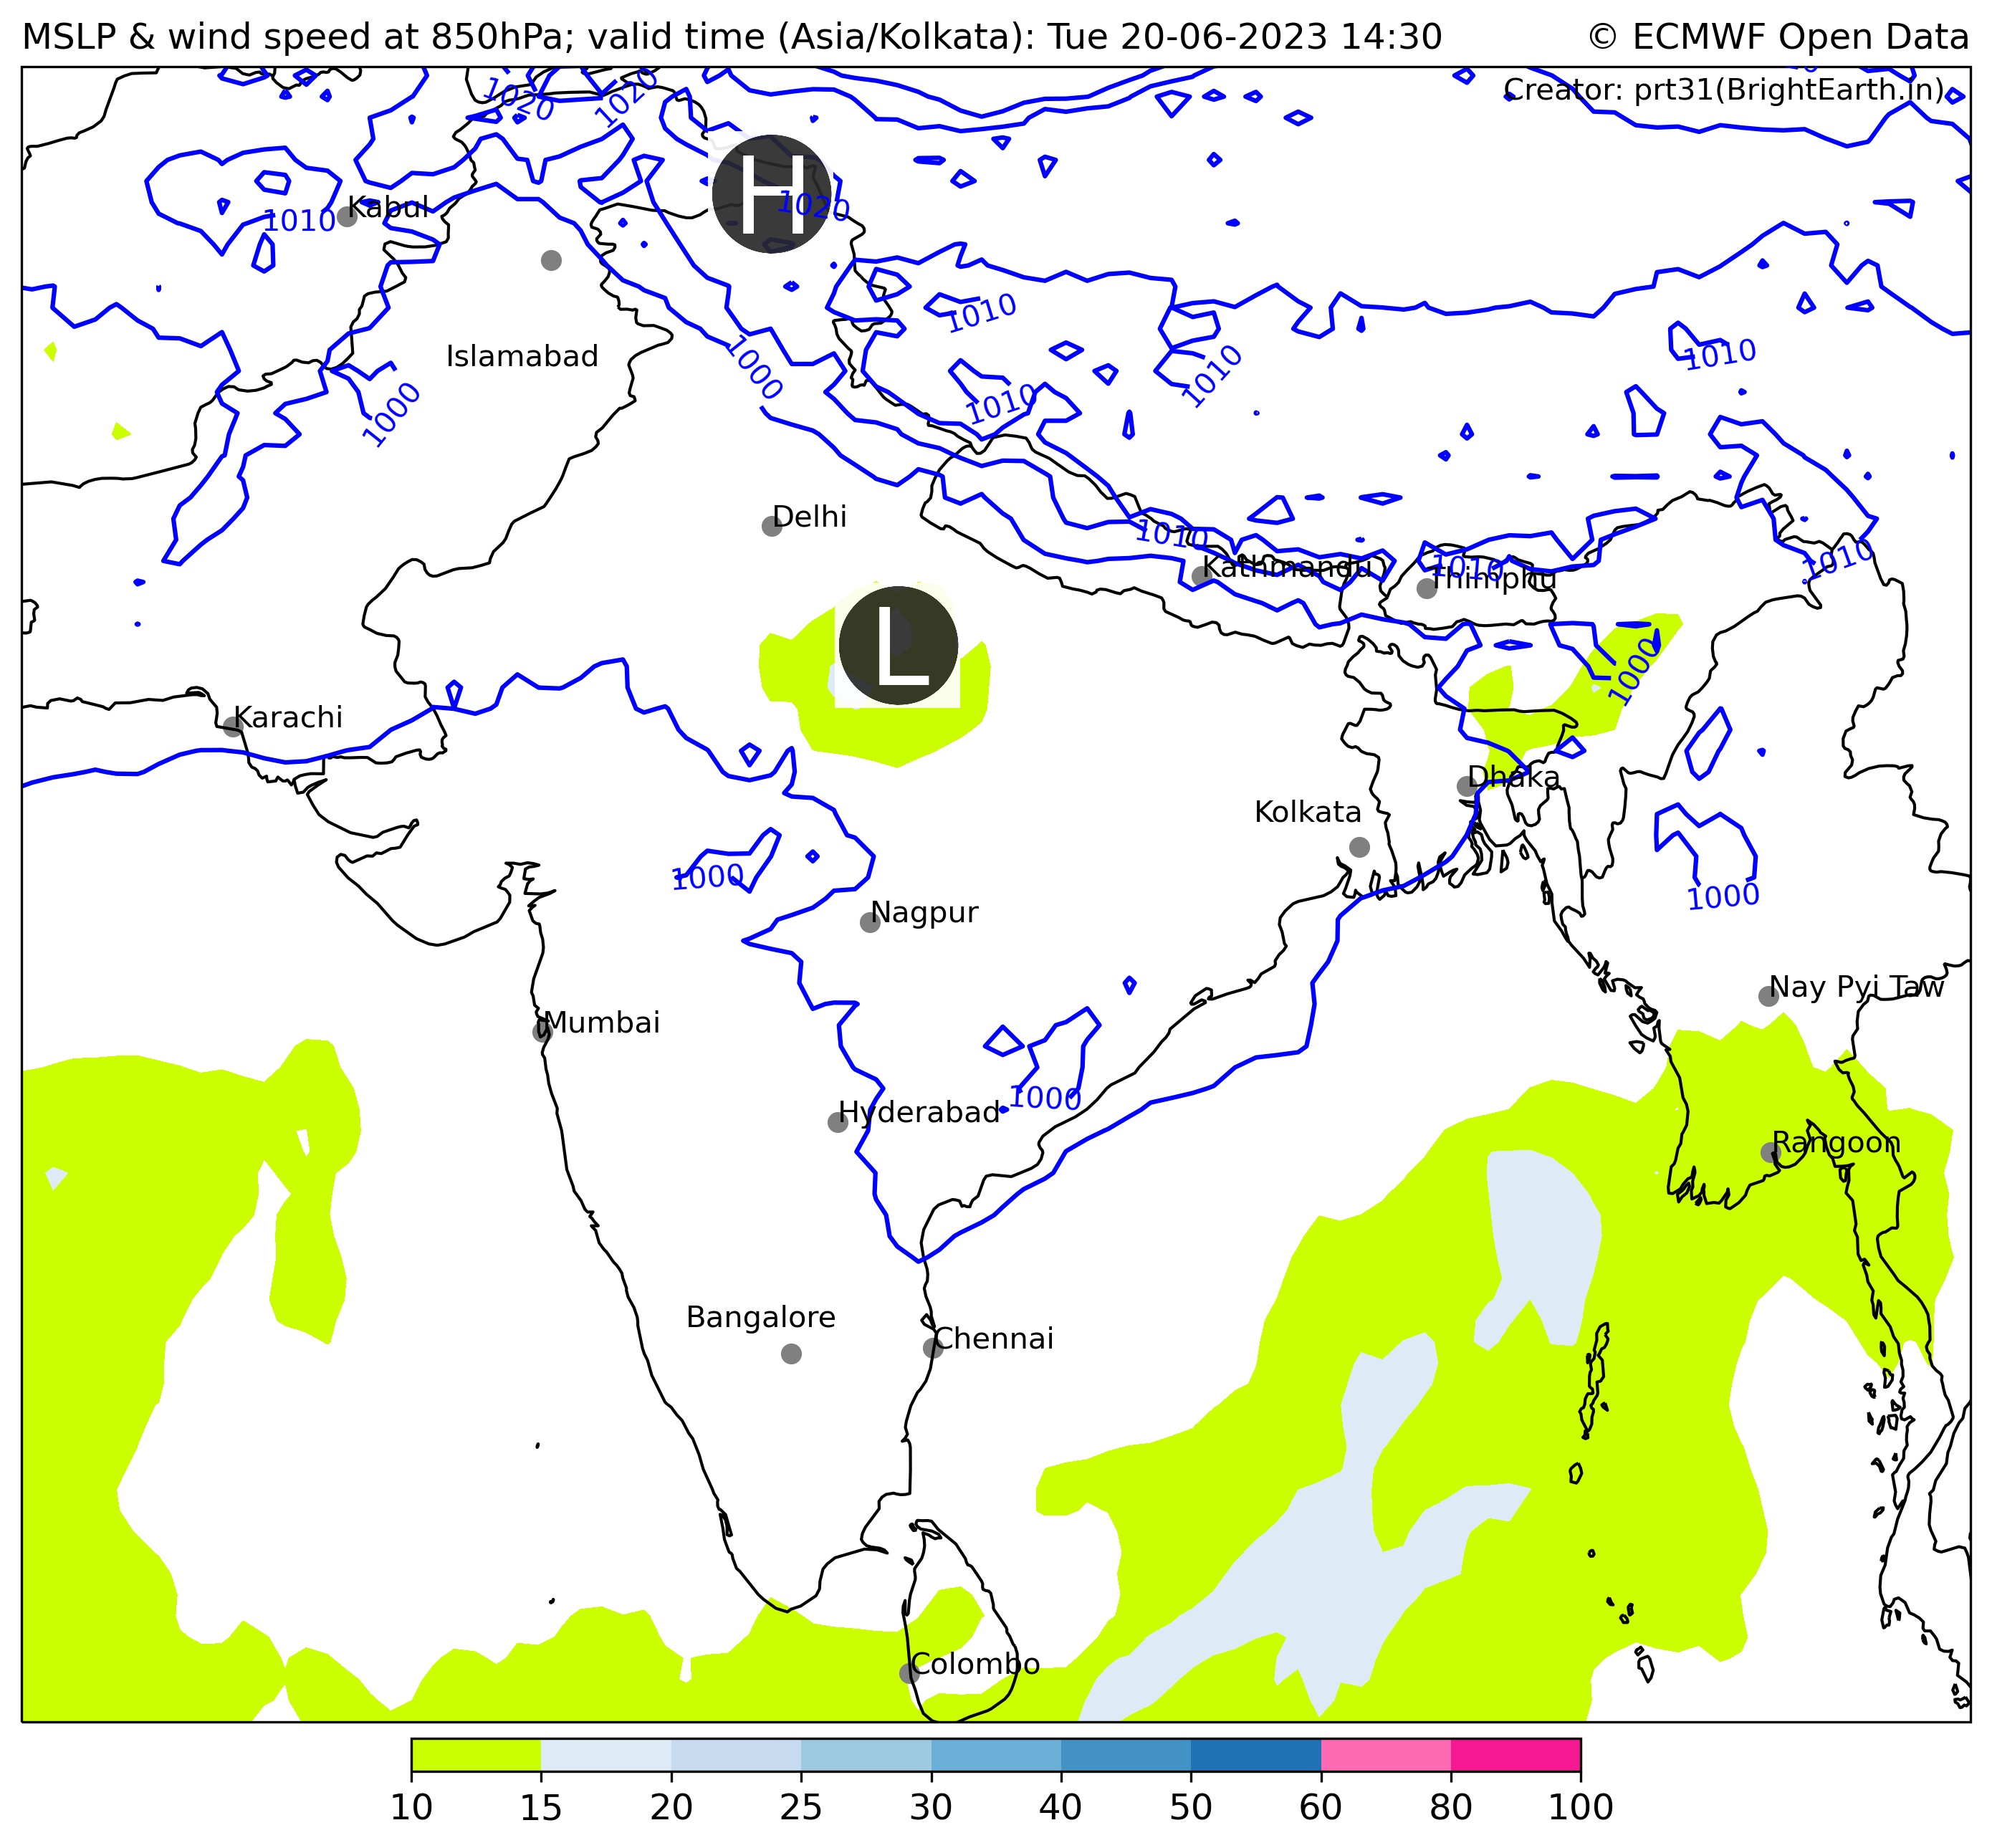 MSLP & wind speed at 850hPa; valid time (Asia/Kolkata): Tue 20-06-2023 14:30
© ECMWF Open Data
Creator: prt31(BrightEarth.in)
1020
1020
H
1020
1010
Kabul
1010
1010
1010
1000
Islamabad
1010
1000
1010
Delhi
1010
Kathmandu
1010
Thimphu
1010
L
1000
Karachi
Dhaka
Kolkata
1000
1000
Nagpur
Nay Pyi Taw
Mumbai
1000
Hyderabad
Rangoon
Bangalore
Chennai
Colombo
10 15 20 25 30 40 50 60 80 100